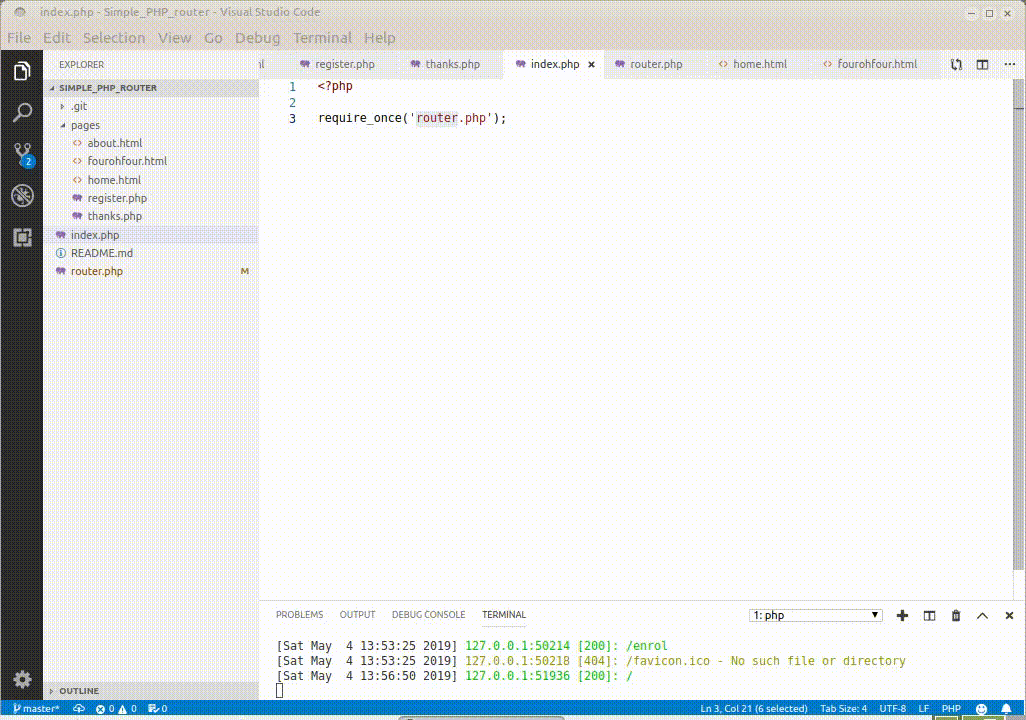 index.php - Simple_PHP_router - Visual Studio Code
File Edit Selection View Go Debug Terminal Help
EXPLORER
SIMPLE_PHP_ROUTER
.git
pages
about.html
fourohfour.html
home.html
register.php
thanks.php
index.php
README.md
router.php M
OUTLINE
2
register.php thanks.php index.php router.php home.html fourohfour.html
1 <?php
2
3 require_once('router.php');
PROBLEMS OUTPUT DEBUG CONSOLE TERMINAL 1: php
[Sat May  4 13:53:25 2019] 127.0.0.1:50214 [200]: /enrol
[Sat May  4 13:53:25 2019] 127.0.0.1:50218 [404]: /favicon.ico - No such file or directory
[Sat May  4 13:56:50 2019] 127.0.0.1:51936 [200]: /
master* 0 0 0 Ln 3, Col 21 (6 selected) Tab Size: 4 UTF-8 LF PHP